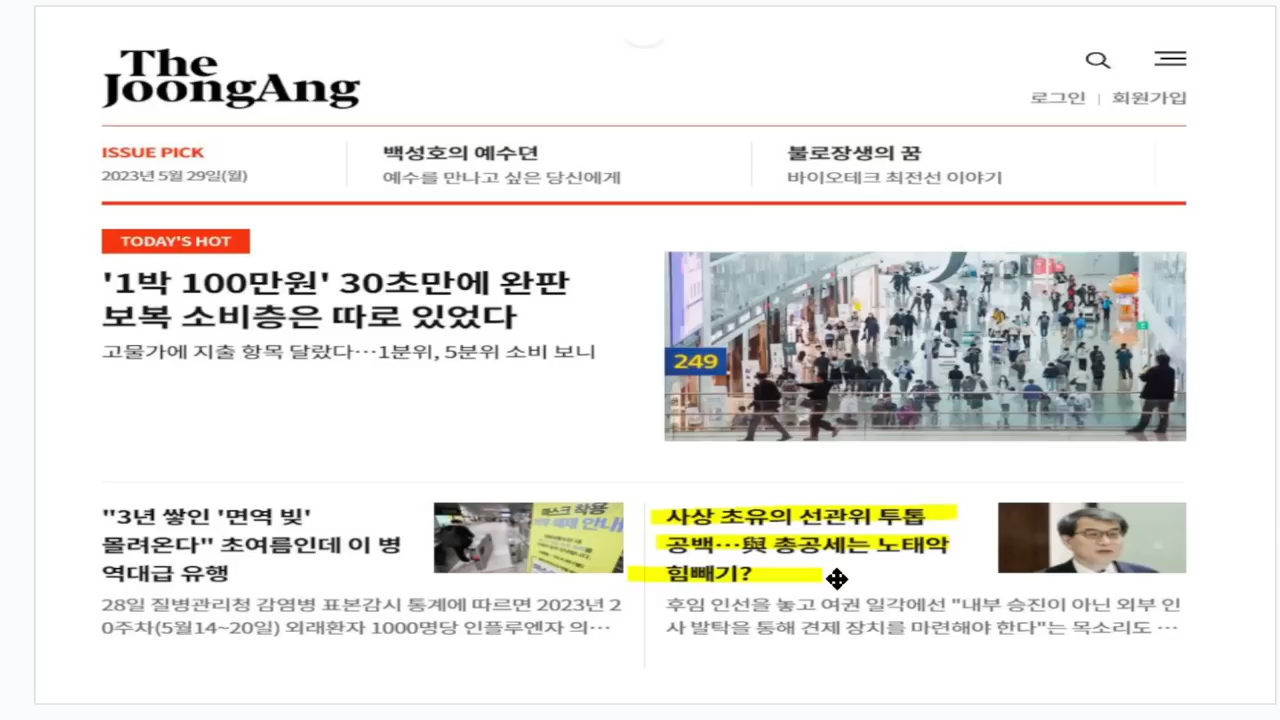 The
JoongAng
로그인 | 회원가입
ISSUE PICK
2023년 5월 29일(월)
백성호의 예수뎐
예수를 만나고 싶은 당신에게
불로장생의 꿈
바이오테크 최전선 이야기
TODAY'S HOT
'1박 100만원' 30초만에 완판
보복 소비층은 따로 있었다
고물가에 지출 항목 달랐다…1분위, 5분위 소비 보니
249
"3년 쌓인 '면역 빚'
몰려온다" 초여름인데 이 병
역대급 유행
28일 질병관리청 감염병 표본감시 통계에 따르면 2023년 2
0주차(5월14~20일) 외래환자 1000명당 인플루엔자 의…
마스크 착용
의무 해제 안내
사상 초유의 선관위 투톱
공백…與 총공세는 노태악
힘빼기?
후임 인선을 놓고 여권 일각에선 "내부 승진이 아닌 외부 인
사 발탁을 통해 견제 장치를 마련해야 한다"는 목소리도 …